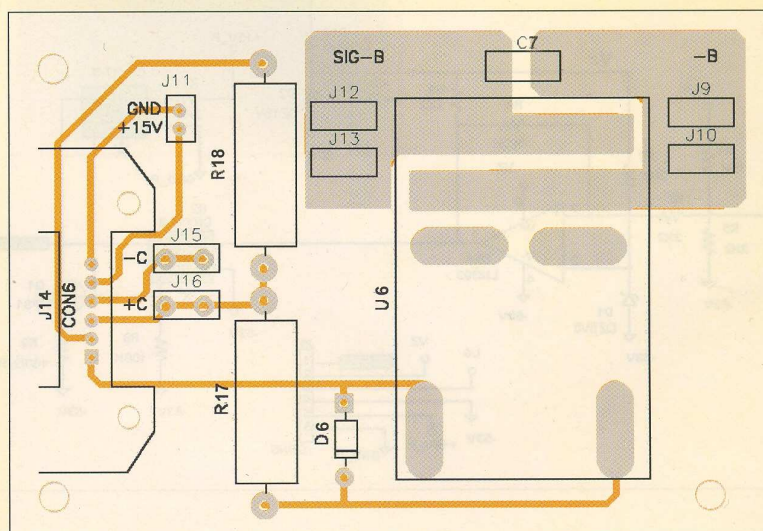 C7
SIG-B
-B
J11
J12
J9
GND
+15V
J13
J10
R18
J15
-C
J14
CON6
J16
+C
U6
R17
D6